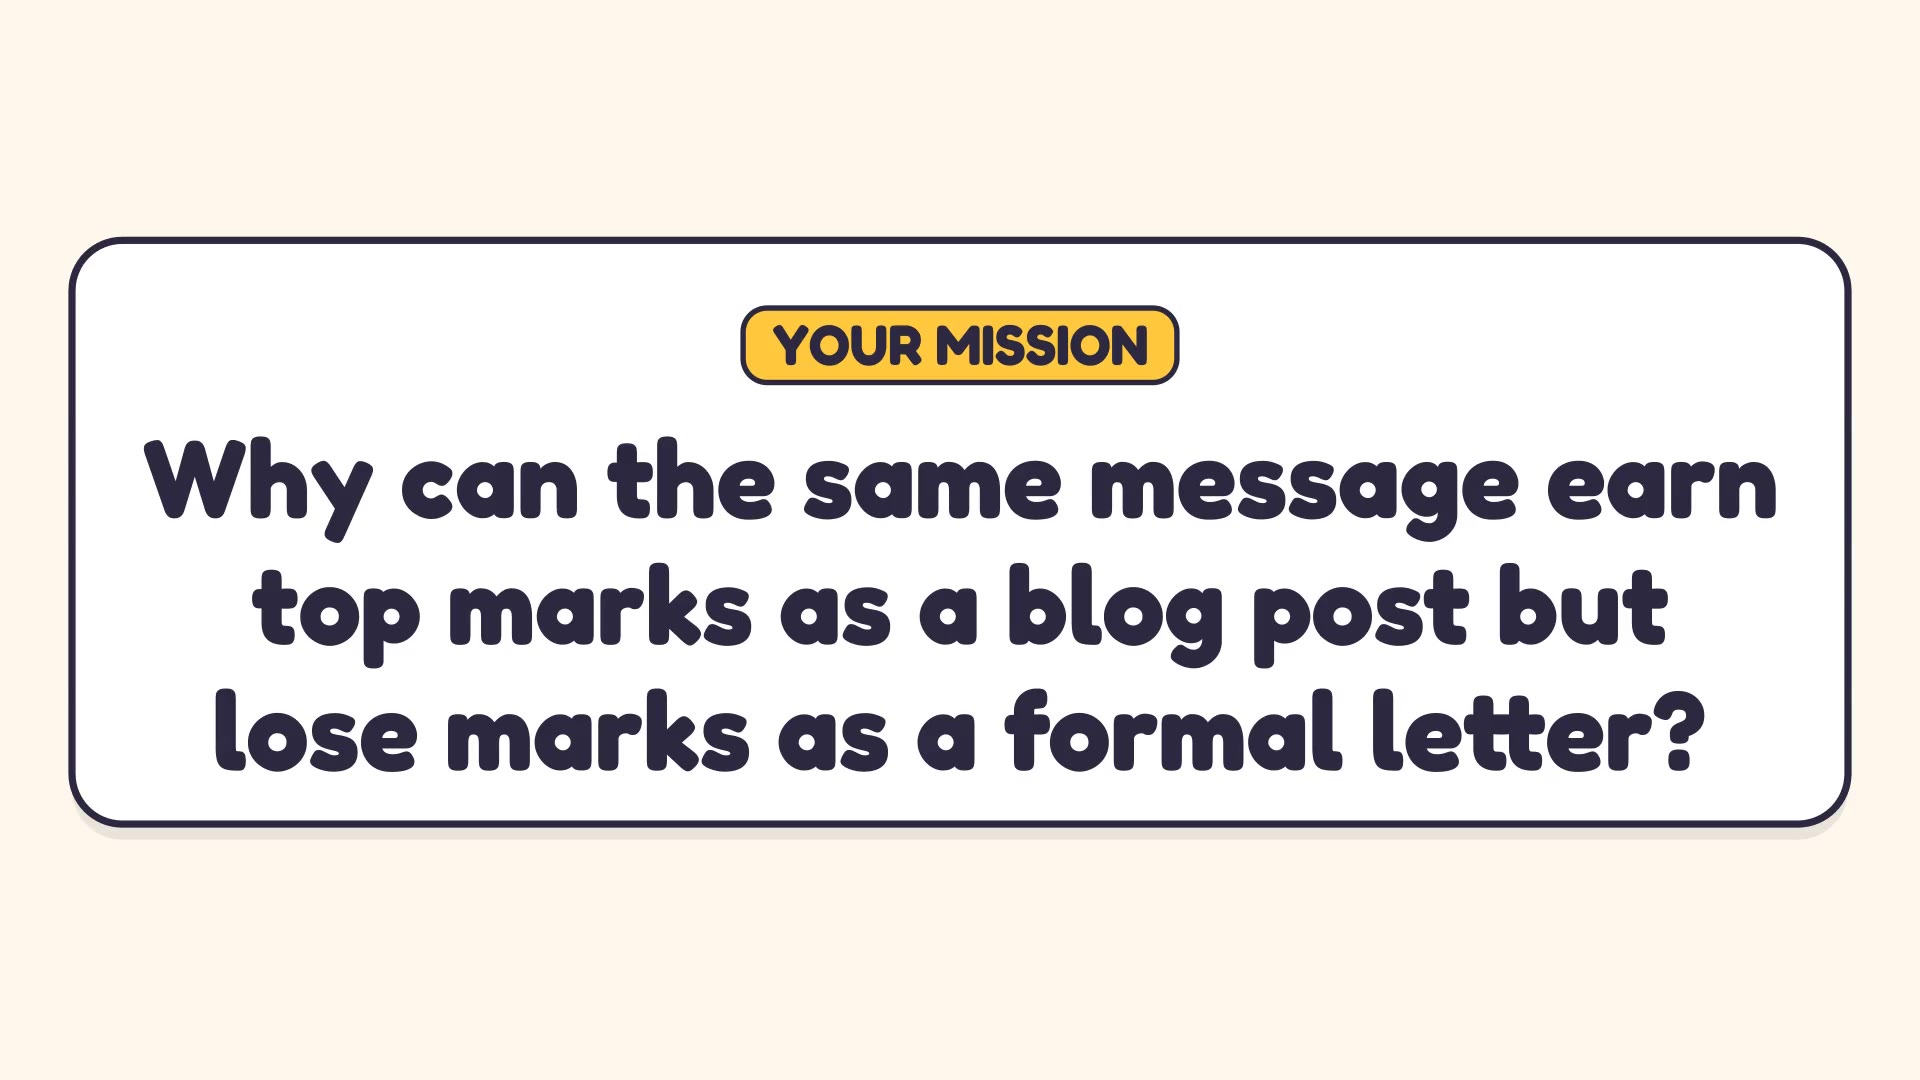 YOUR MISSION
Why can the same message earn
top marks as a blog post but
lose marks as a formal letter?